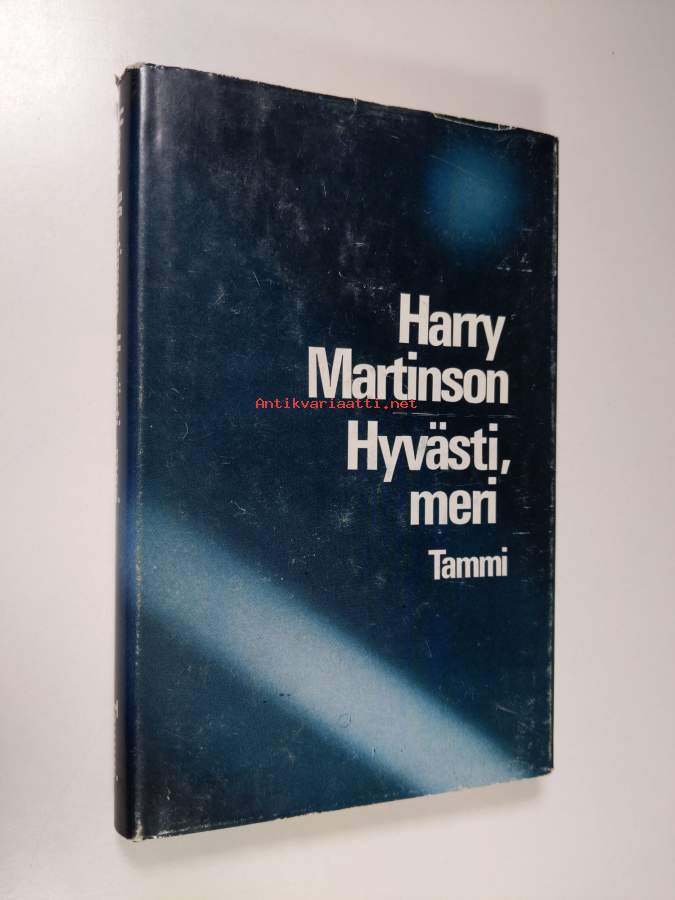 Harry
Martinson
Antikvariaatti.net
Hyvästi,
meri
Tammi